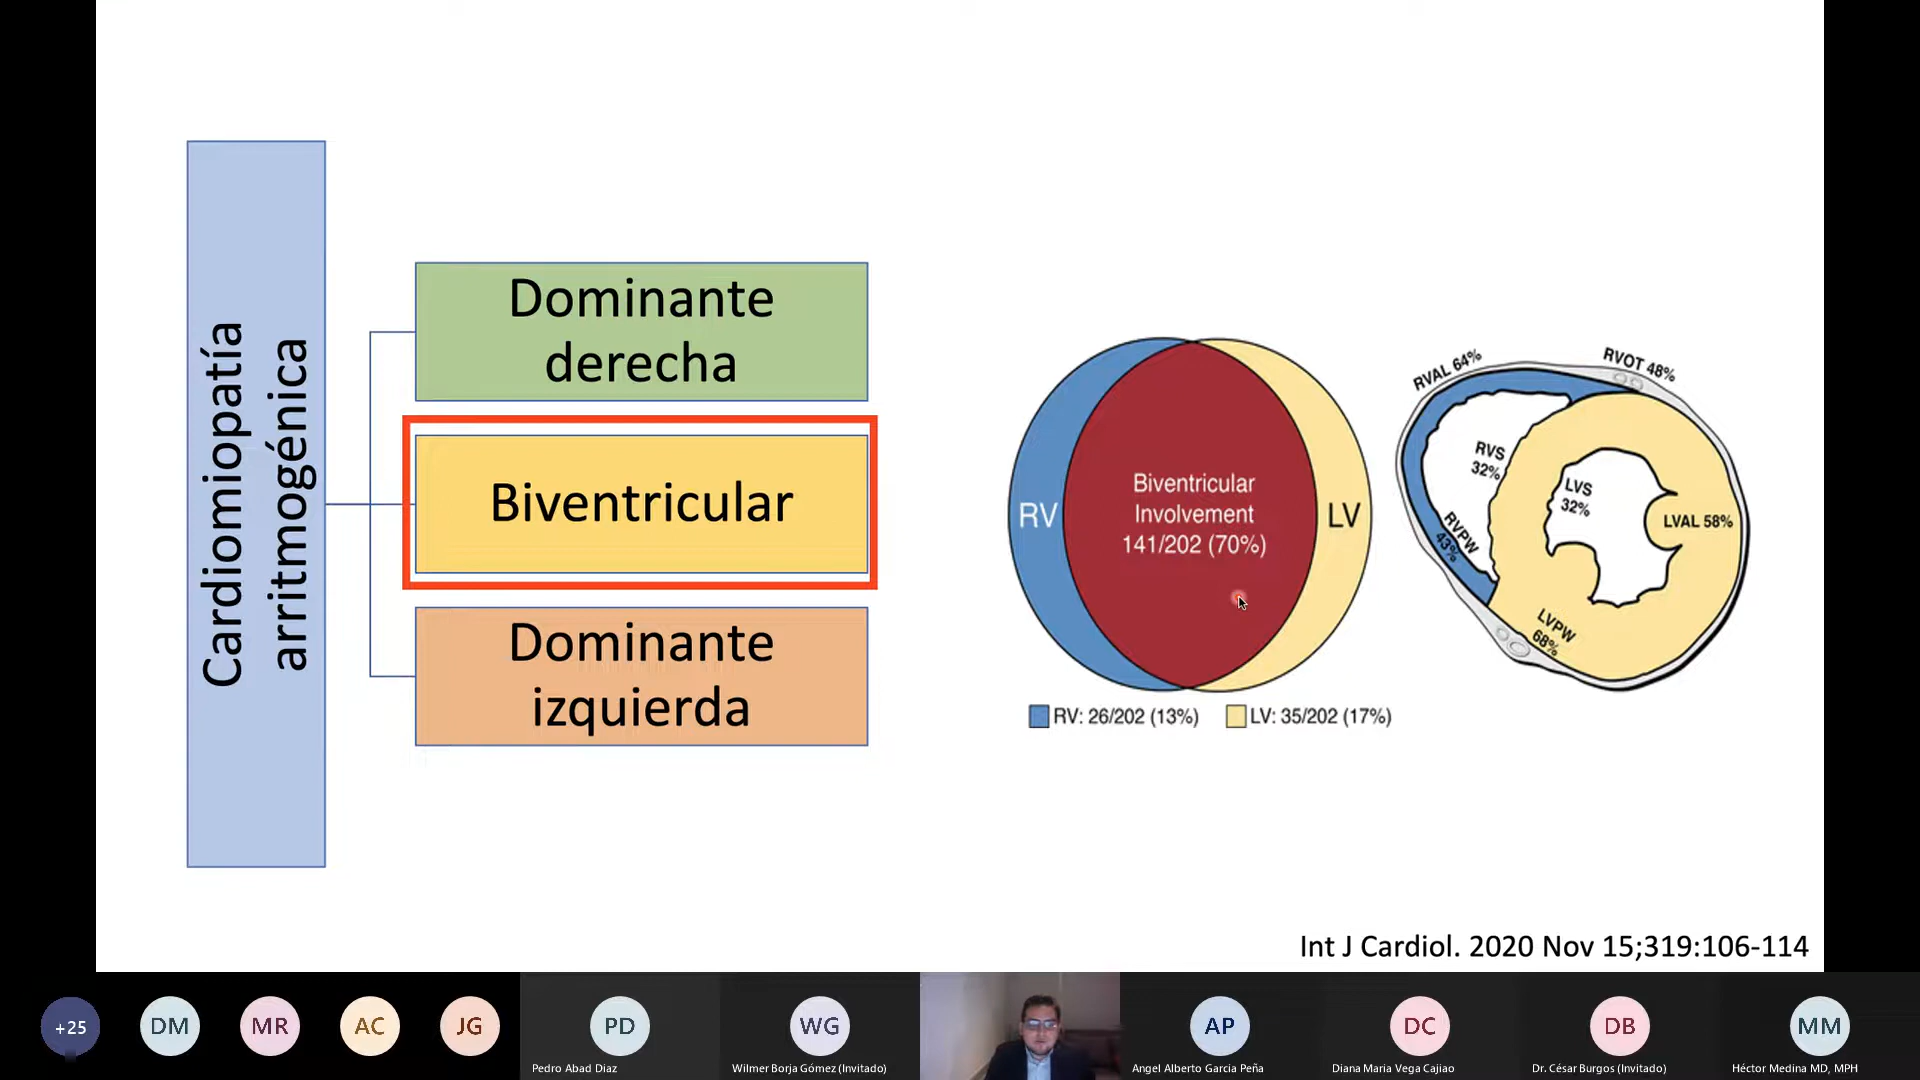 Cardiomiopatía
arritmogénica
Dominante
derecha
Biventricular
Dominante
izquierda
RV
Biventricular
Involvement
141/202 (70%)
LV
RV: 26/202 (13%)
LV: 35/202 (17%)
RVAL 64%
RVOT 48%
RVS
32%
LVS
32%
LVAL 58%
RVPW
43%
LVPW
68%
Int J Cardiol. 2020 Nov 15;319:106-114
+25
DM
MR
AC
JG
PD
WG
AP
DC
DB
MM
Pedro Abad Diaz
Wilmer Borja Gómez (Invitado)
Angel Alberto Garcia Peña
Diana Maria Vega Cajiao
Dr. César Burgos (Invitado)
Héctor Medina MD, MPH